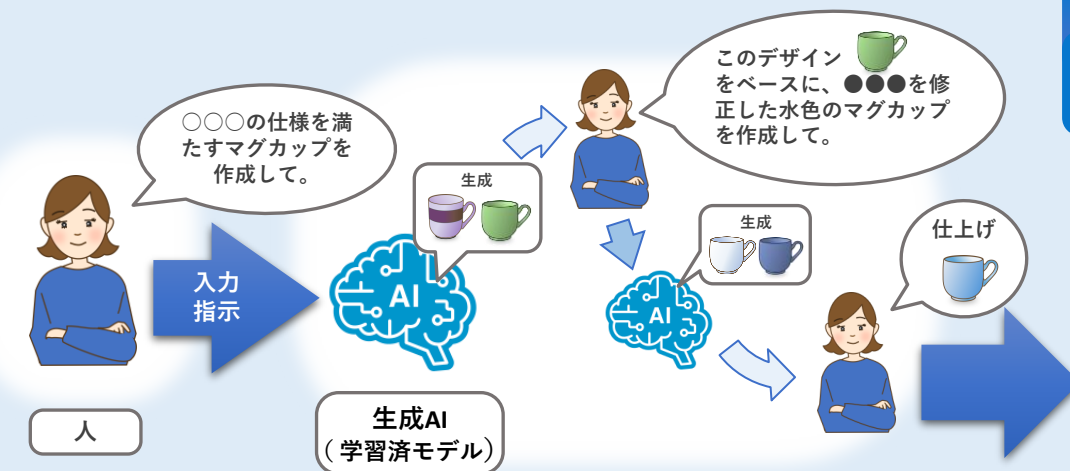 ○○○の仕様を満
たすマグカップを
作成して。
入力
指示
人
生成
AI
生成AI
（学習済モデル）
このデザイン
をベースに、●●●を修
正した水色のマグカップ
を作成して。
生成
AI
仕上げ